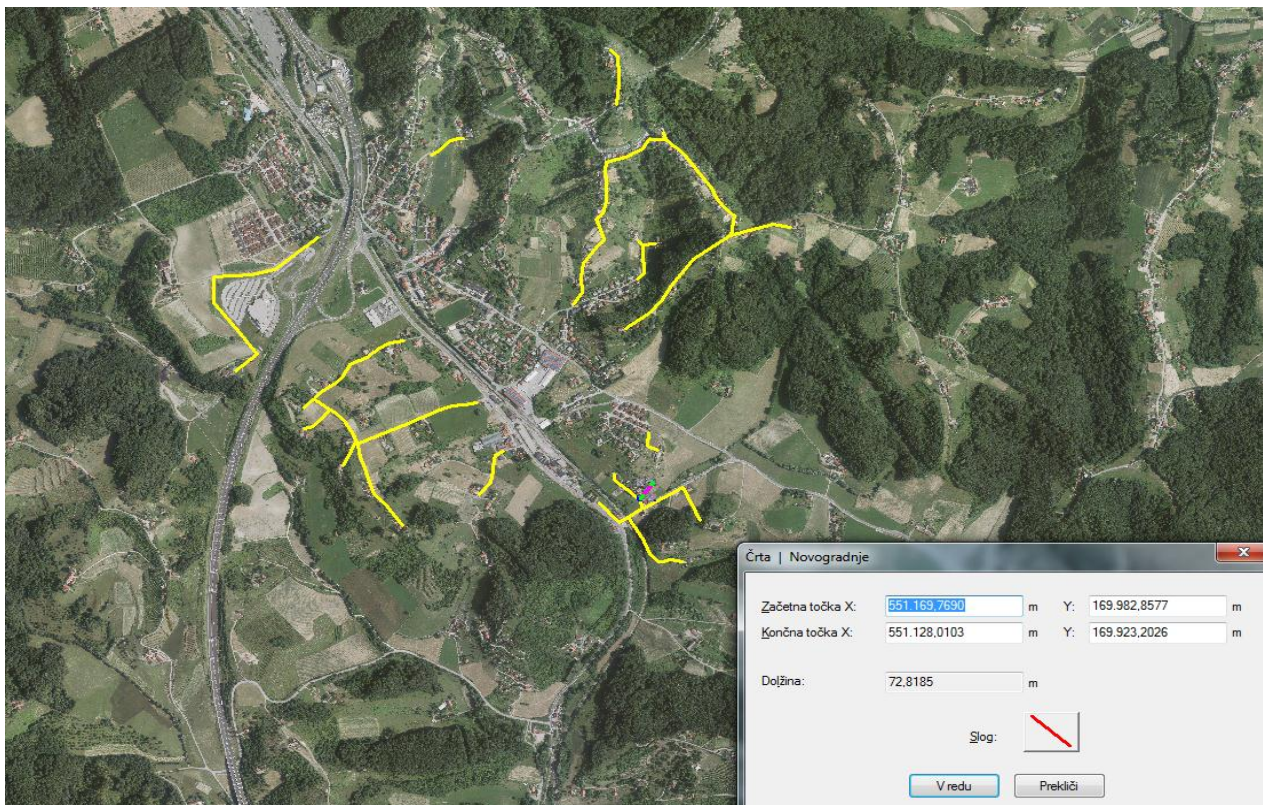 Črta | Novogradnje
Začetna točka X: 551.169,7690 m Y: 169.982,8577 m
Končna točka X: 551.128,0103 m Y: 169.923,2026 m
Dolžina: 72,8185 m
Slog:
V redu Prekliči